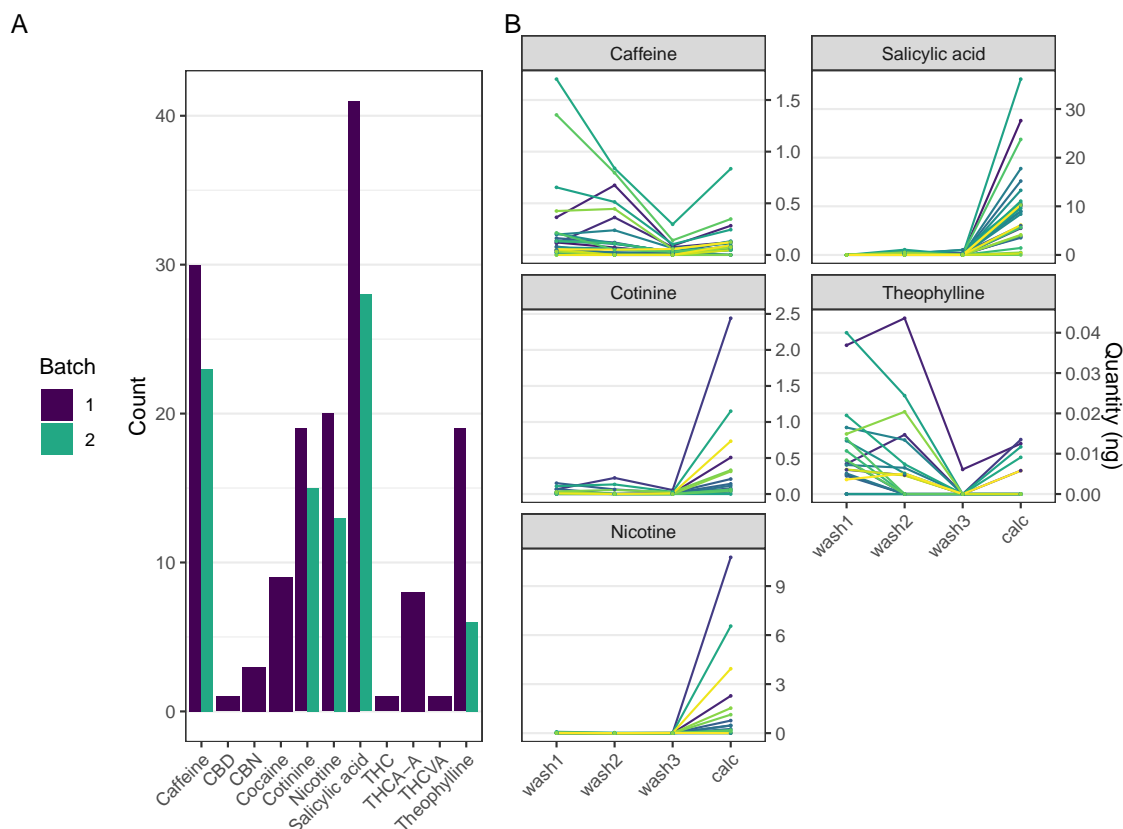 A
B
Count
40
30
20
10
0
Caffeine
CBD
CBN
Cocaine
Cotinine
Nicotine
Salicylic acid
THC
THCA−A
THCVA
Theophylline
Batch
1
2
Caffeine
1.5
1.0
0.5
0.0
Salicylic acid
30
20
10
0
Cotinine
2.5
2.0
1.5
1.0
0.5
0.0
Theophylline
0.04
0.03
0.02
0.01
0.00
wash1
wash2
wash3
calc
Nicotine
9
6
3
0
wash1
wash2
wash3
calc
Quantity (ng)